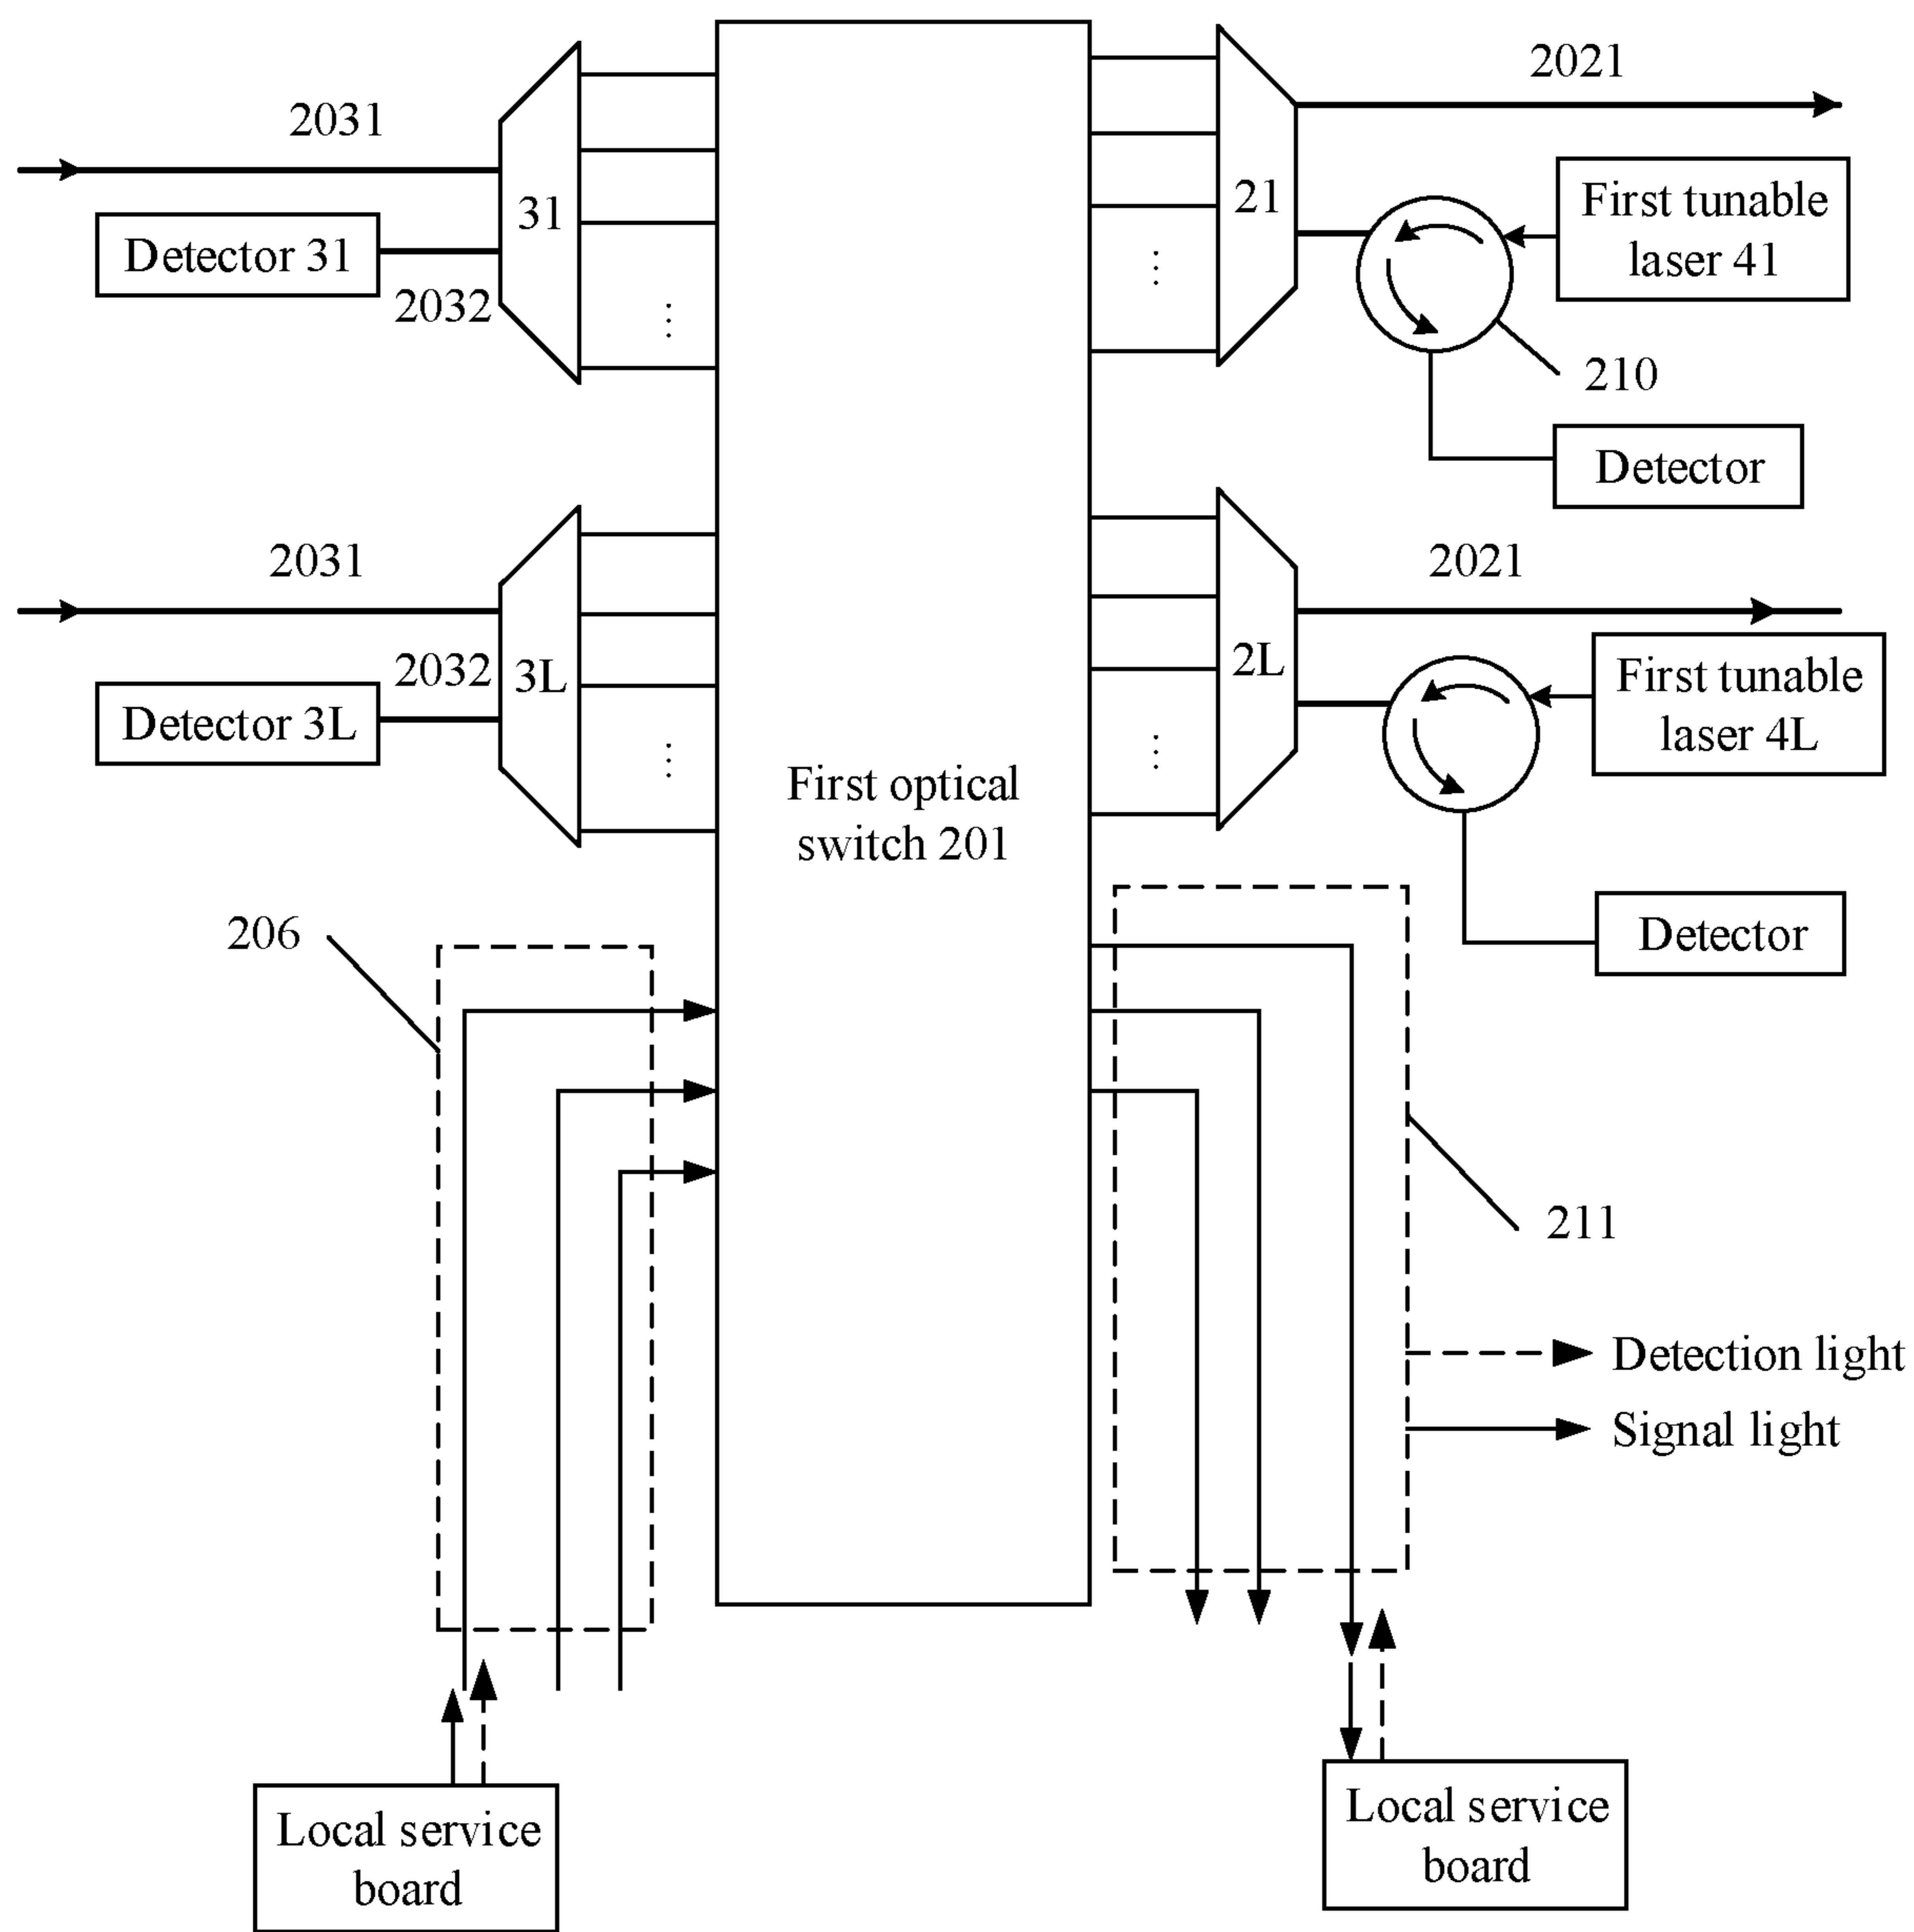 2021
2031
31
21
First tunable
laser 41
Detector 31
2032
210
Detector
2031
2021
2032
3L
2L
First tunable
laser 4L
Detector 3L
First optical
switch 201
206
Detector
211
Detection light
Signal light
Local service
board
Local service
board